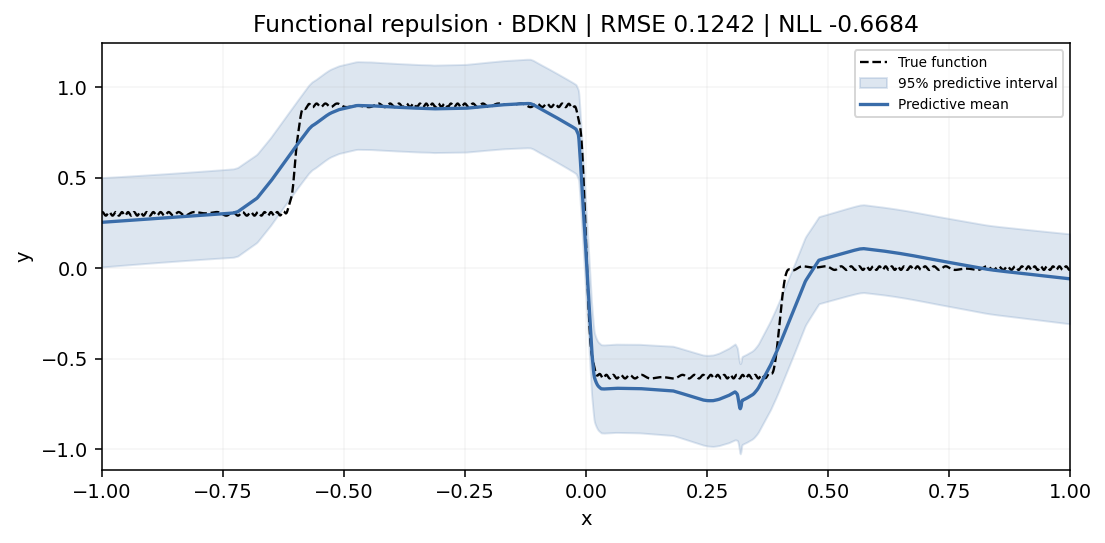 Functional repulsion · BDKN | RMSE 0.1242 | NLL -0.6684
True function
95% predictive interval
Predictive mean
y
1.0
0.5
0.0
−0.5
−1.0
−1.00 −0.75 −0.50 −0.25 0.00 0.25 0.50 0.75 1.00
x